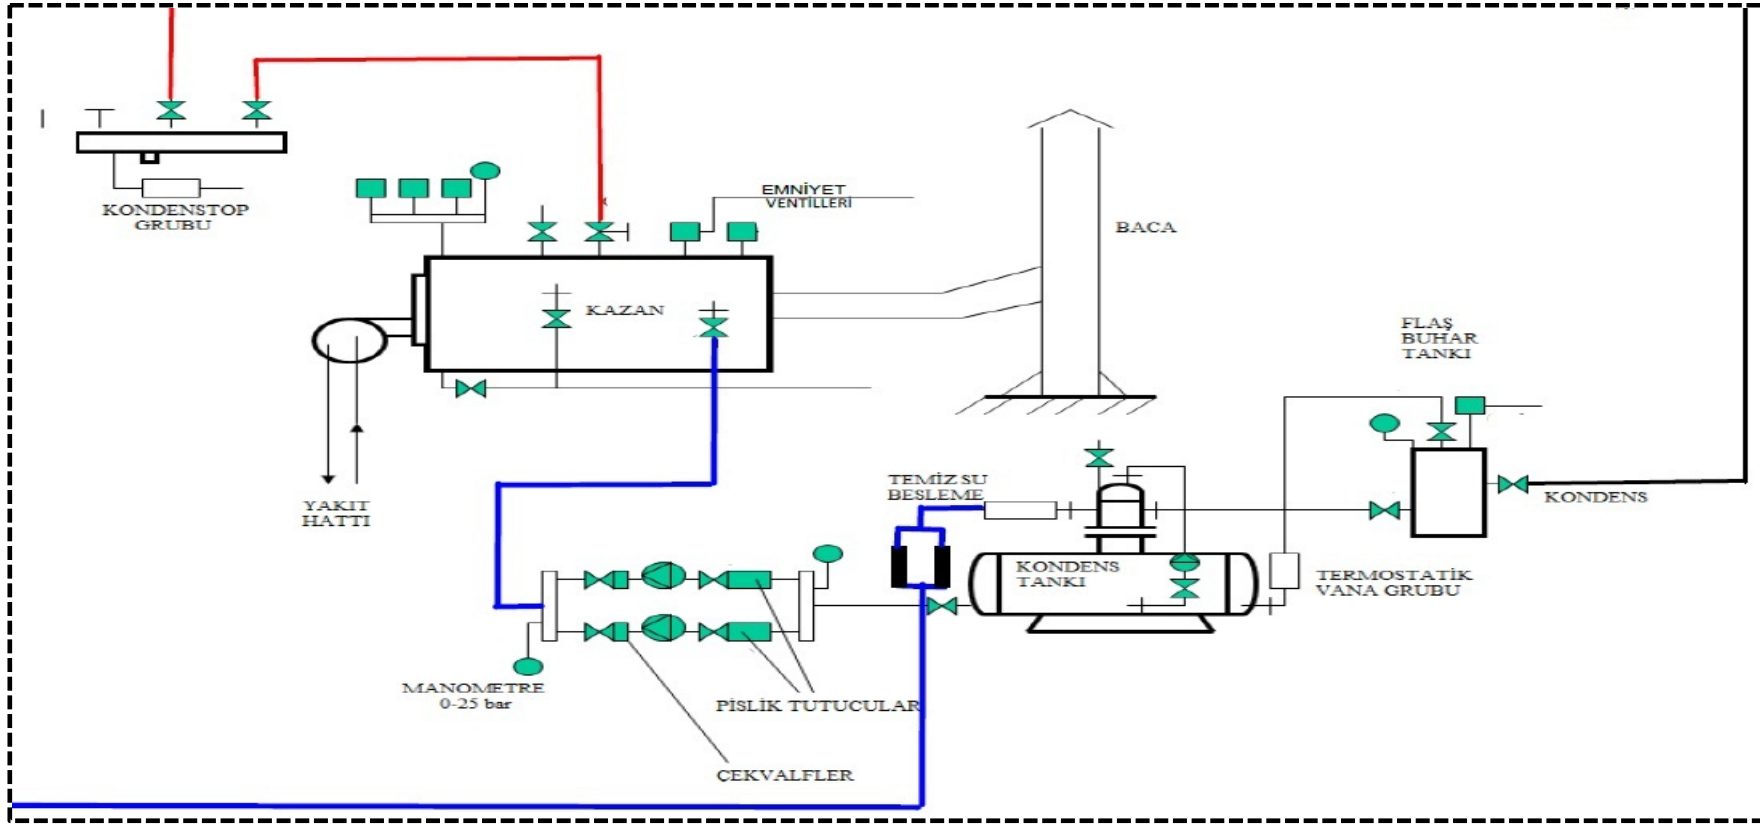 KONDENSTOP
GRUBU
EMNİYET
VENTİLLERİ
BACA
KAZAN
FLAŞ
BUHAR
TANKI
YAKIT
HATTI
TEMİZ SU
BESLEME
KONDENS
KONDENS
TANKI
TERMOSTATİK
VANA GRUBU
MANOMETRE
0-25 bar
PİSLİK TUTUCULAR
ÇEKVALFLER